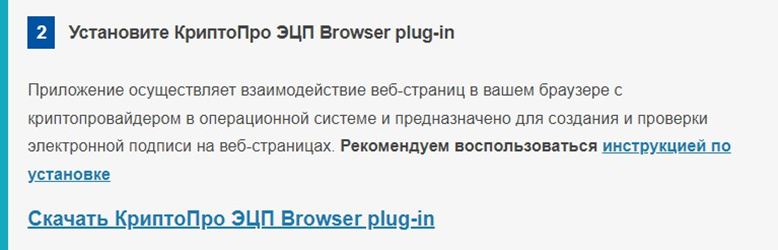 2 Установите КриптоПро ЭЦП Browser plug-in
Приложение осуществляет взаимодействие веб-страниц в вашем браузере с
криптопровайдером в операционной системе и предназначено для создания и проверки
электронной подписи на веб-страницах. Рекомендуем воспользоваться инструкцией по
установке
Скачать КриптоПро ЭЦП Browser plug-in